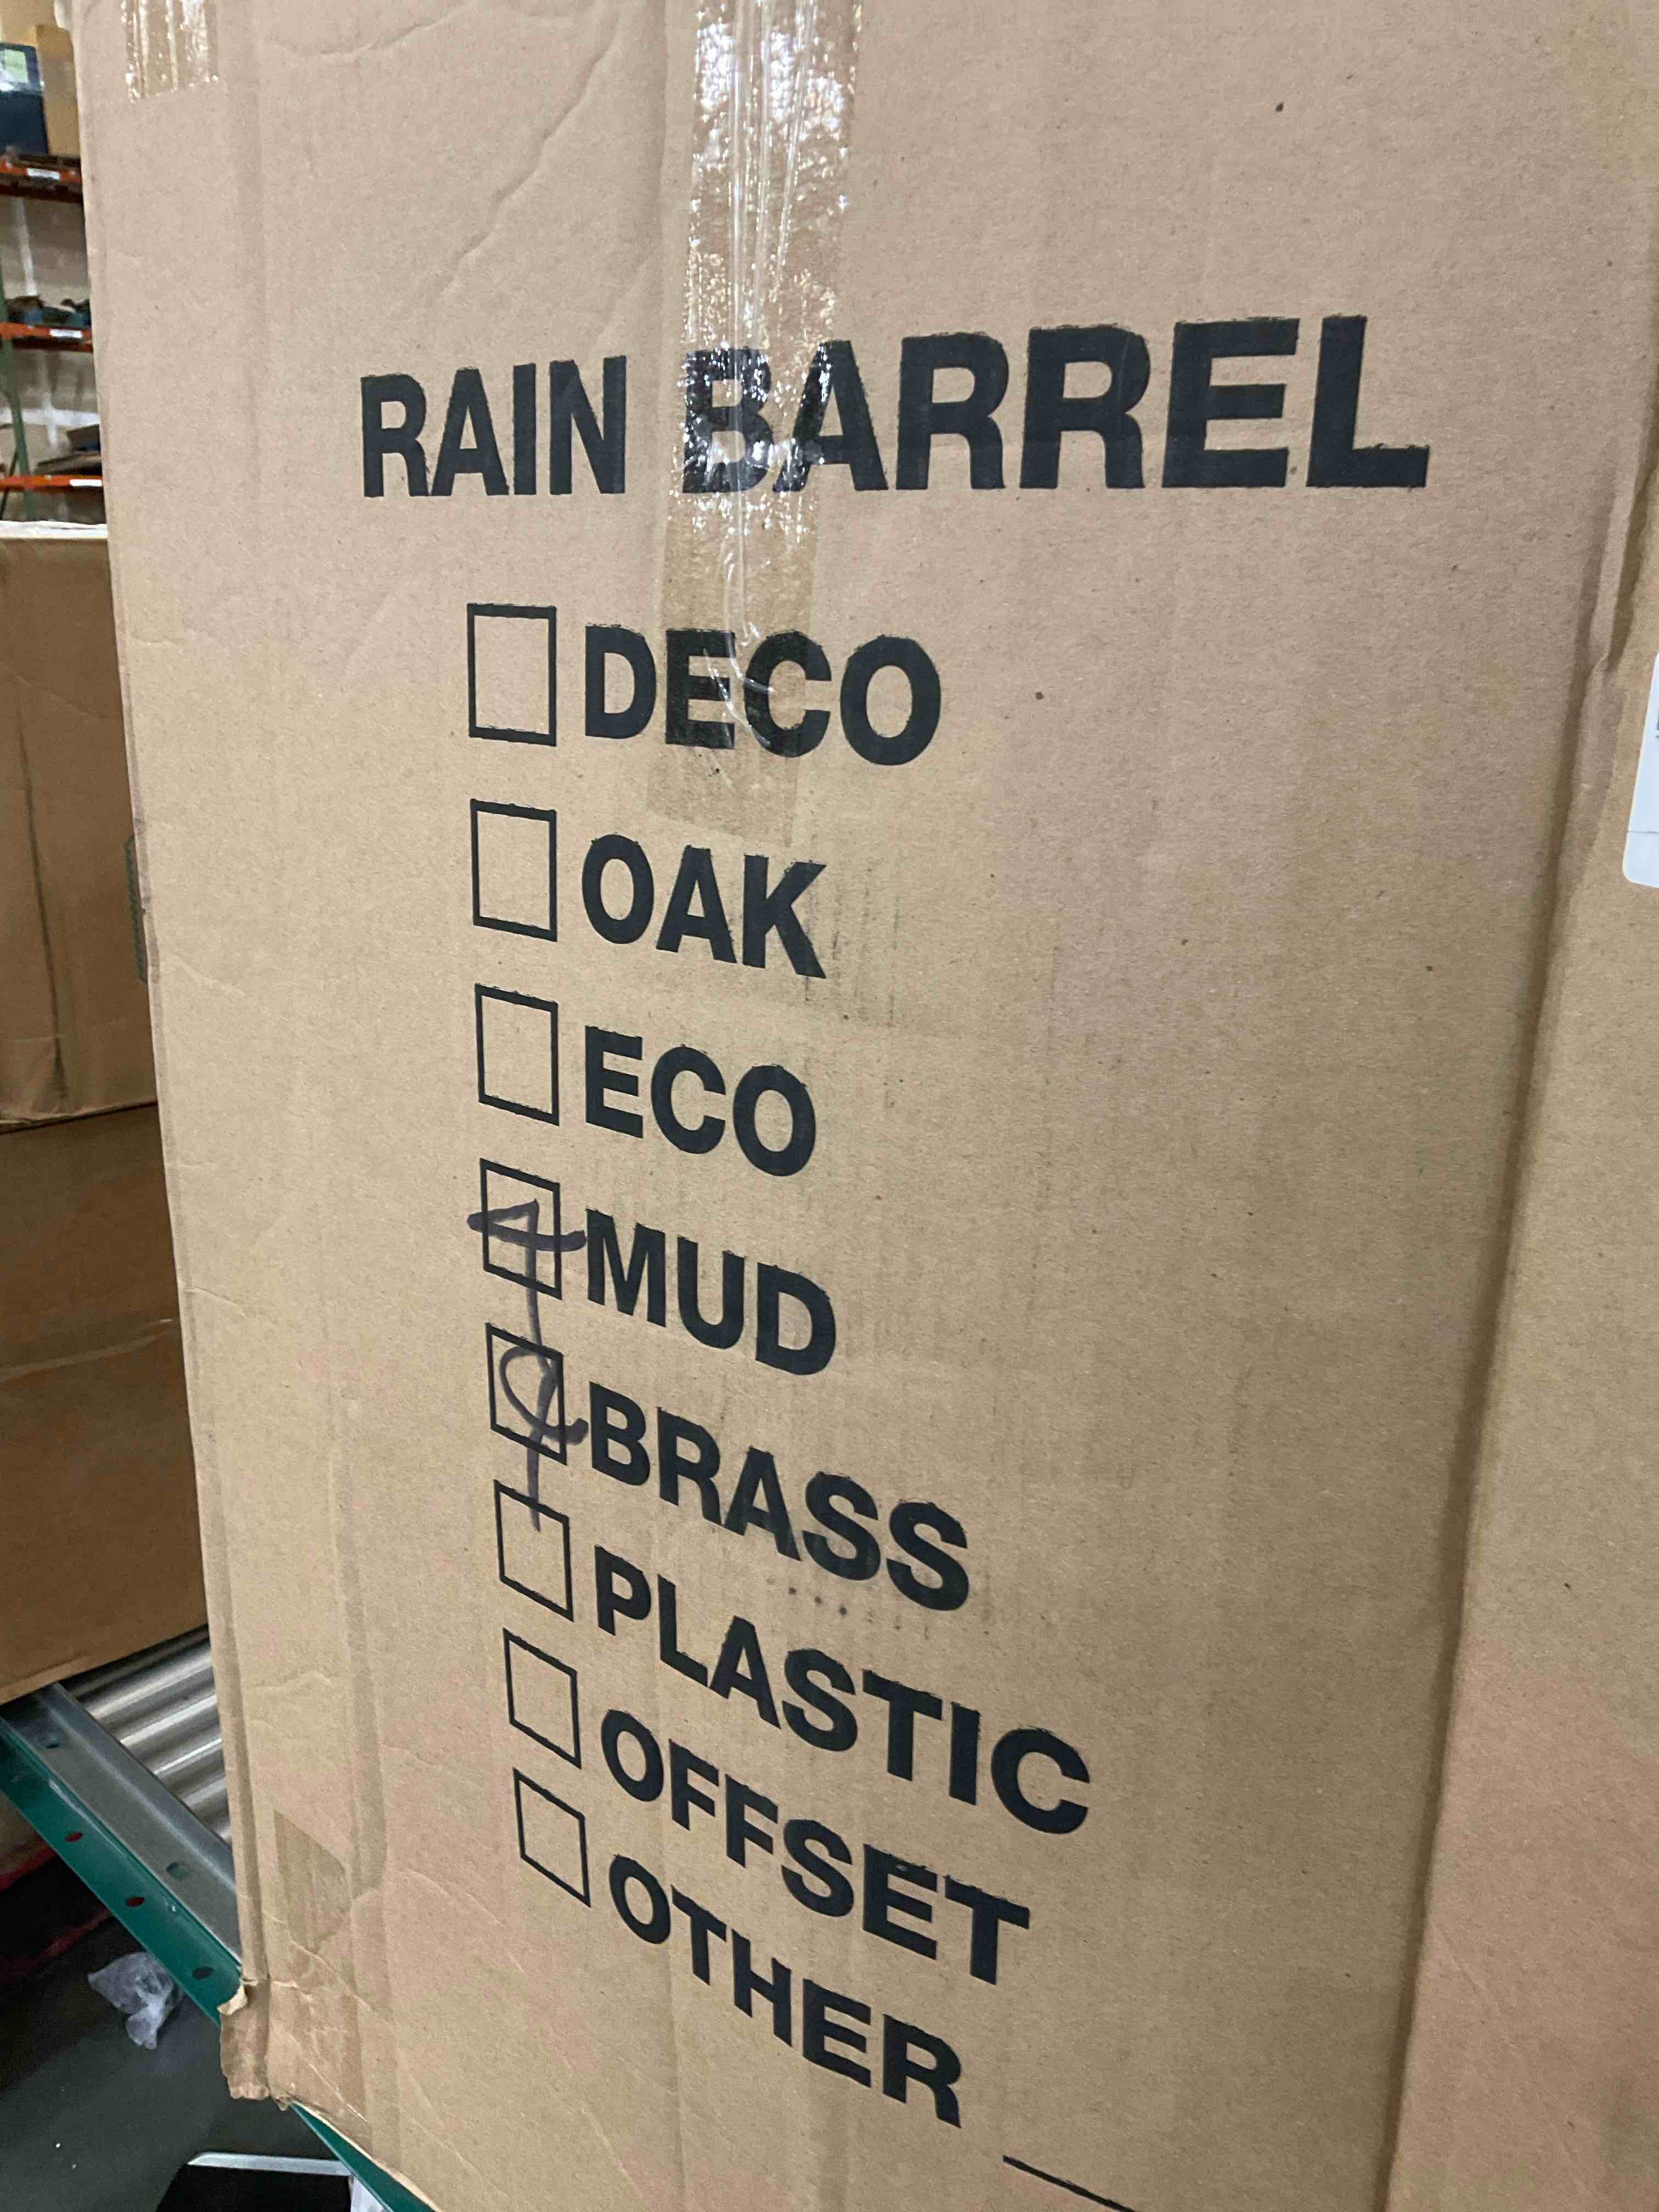 RAIN BARREL
DECO
OAK
ECO
MUD
BRASS
PLASTIC
OFFSET
OTHER